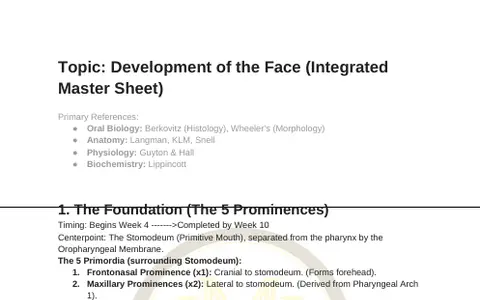 Topic: Development of the Face (Integrated
Master Sheet)
Primary References:
● Oral Biology: Berkovitz (Histology), Wheeler's (Morphology)
● Anatomy: Langman, KLM, Snell
● Physiology: Guyton & Hall
● Biochemistry: Lippincott
1. The Foundation (The 5 Prominences)
Timing: Begins Week 4 ------->Completed by Week 10
Centerpoint: The Stomodeum (Primitive Mouth), separated from the pharynx by the
Oropharyngeal Membrane.
The 5 Primordia (surrounding Stomodeum):
1. Frontonasal Prominence (x1): Cranial to stomodeum. (Forms forehead).
2. Maxillary Prominences (x2): Lateral to stomodeum. (Derived from Pharyngeal Arch
1).